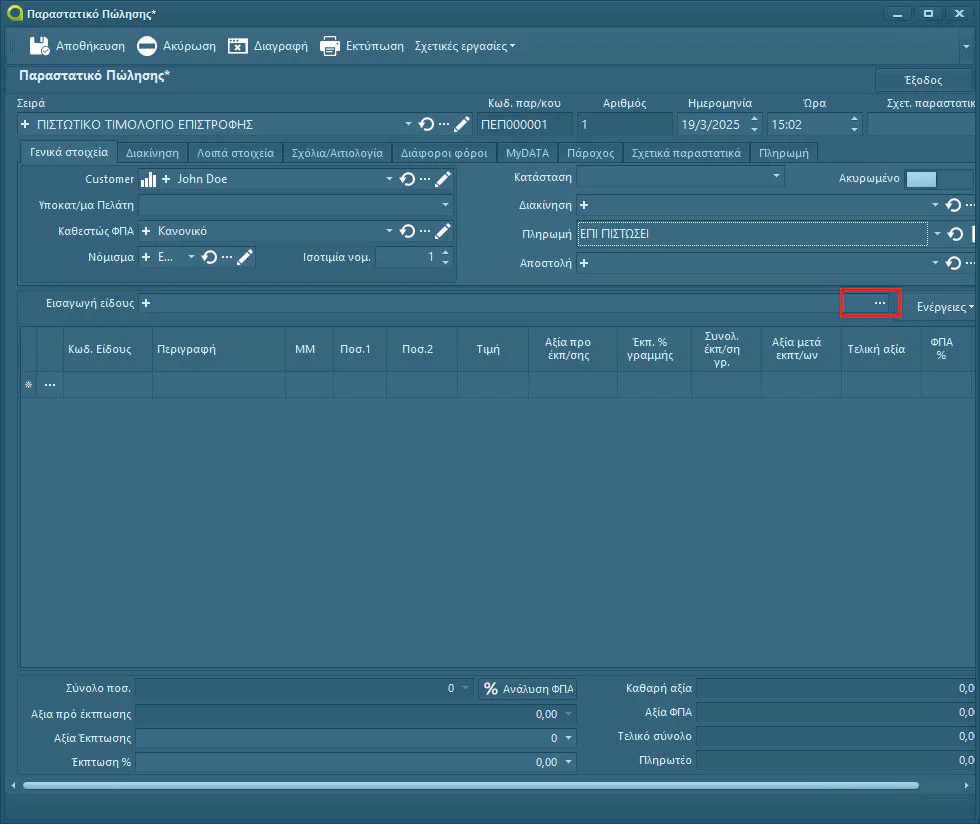 Παραστατικό Πώλησης*
Αποθήκευση Ακύρωση Διαγραφή Εκτύπωση Σχετικές εργασίες
Παραστατικό Πώλησης*
Έξοδος
Σειρά Κωδ. παρ/κου Αριθμός Ημερομηνία Ώρα Σχετ. παραστατικ
ΠΙΣΤΩΤΙΚΟ ΤΙΜΟΛΟΓΙΟ ΕΠΙΣΤΡΟΦΗΣ ΠΕΠ000001 1 19/3/2025 15:02
Γενικά στοιχεία Διακίνηση Λοιπά στοιχεία Σχόλια/Αιτιολογία Διάφοροι φόροι MyDATA Πάροχος Σχετικά παραστατικά Πληρωμή
Customer John Doe Κατάσταση Ακυρωμένο
Υποκατ/μα Πελάτη Διακίνηση
Καθεστώς ΦΠΑ Κανονικό Πληρωμή ΕΠΙ ΠΙΣΤΩΣΕΙ
Νόμισμα Ε... Ισοτιμία νομ. 1 Αποστολή
Εισαγωγή είδους ... Ενέργειες
Κωδ. Είδους Περιγραφή ΜΜ Ποσ.1 Ποσ.2 Τιμή Αξία προ έκπ/σης Έκπ. % γραμμής Συνολ. έκπ/ση γρ. Αξία μετά εκπτ/ων Τελική αξία ΦΠΑ %
Σύνολο ποσ. 0 % Ανάλυση ΦΠΑ Καθαρή αξία 0,0
Αξια πρό έκτπωσης 0,00 Αξία ΦΠΑ 0,0
Αξία Έκπτωσης 0 Τελικό σύνολο 0,0
Έκπτωση % 0,00 Πληρωτέο 0,0